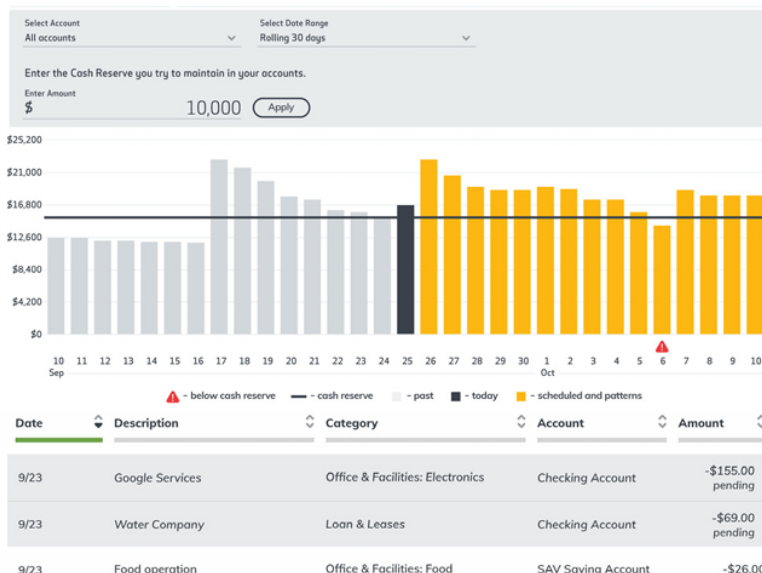 Select Account
Select Date Range
All accounts
Rolling 30 days
Enter the Cash Reserve you try to maintain in your accounts.
Enter Amount
$ 10,000 Apply
$25,200
$21,000
$16,800
$12,600
$8,400
$4,200
$0
10 11 12 13 14 15 16 17 18 19 20 21 22 23 24 25 26 27 28 29 30 1 2 3 4 5 6 7 8 9 10
Sep Oct
- below cash reserve - cash reserve - past - today - scheduled and patterns
Date Description Category Account Amount
9/23 Google Services Office & Facilities: Electronics Checking Account -$155.00
pending
9/23 Water Company Loan & Leases Checking Account -$69.00
pending
9/23 Food operation Office & Facilities: Food SAV Saving Account -$26.00